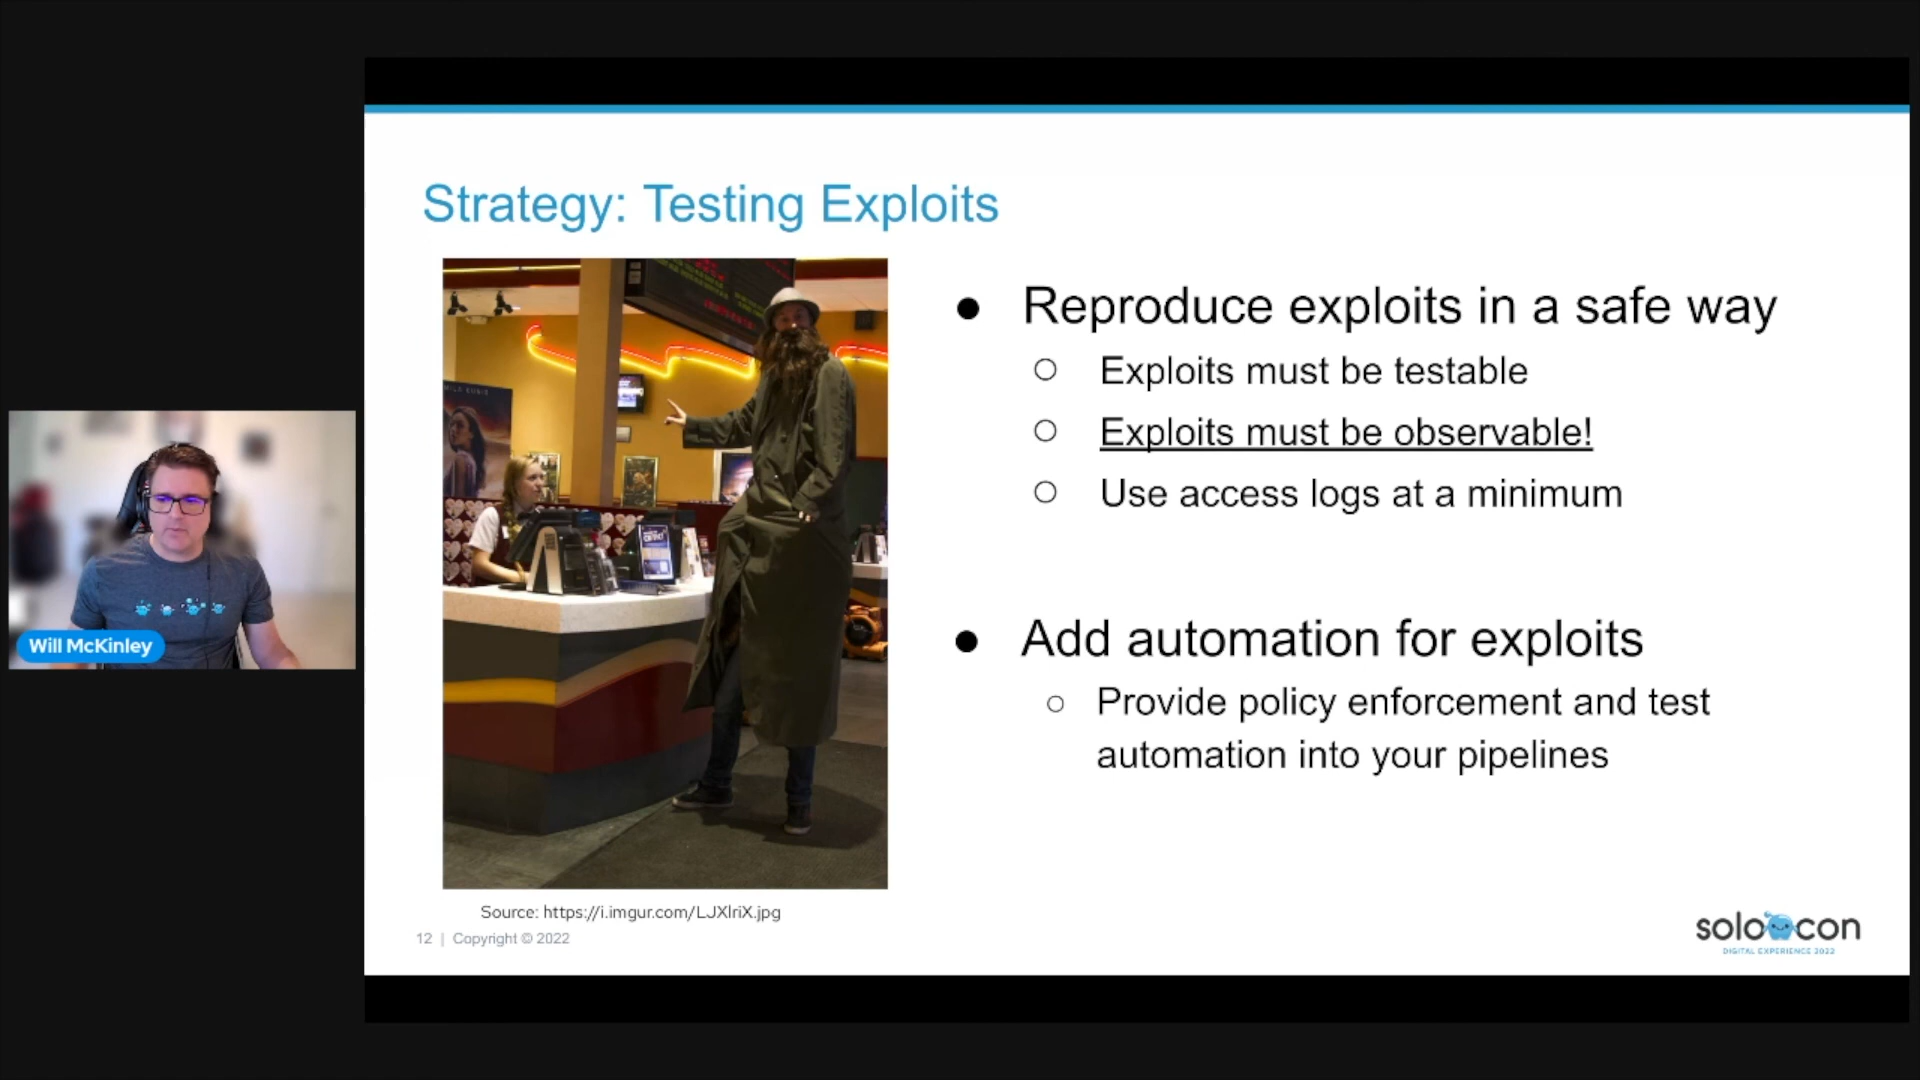 Strategy: Testing Exploits
MILA KUNIS
Reproduce exploits in a safe way
Exploits must be testable
Exploits must be observable!
Use access logs at a minimum
Add automation for exploits
Provide policy enforcement and test
automation into your pipelines
Will McKinley
Source: https://i.imgur.com/LJXlriX.jpg
12 | Copyright © 2022
solo con
DIGITAL EXPERIENCE 2022